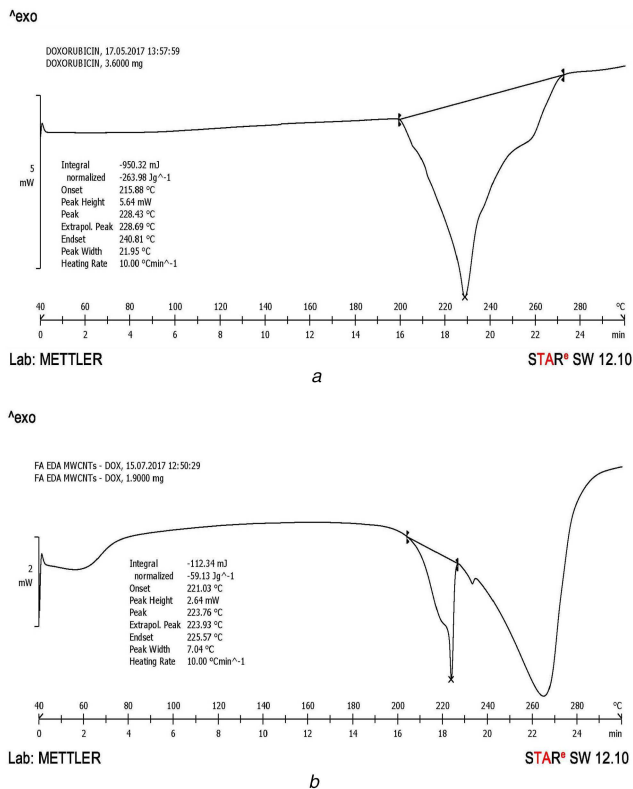 ^exo
DOXORUBICIN, 17.05.2017 13:57:59
DOXORUBICIN, 3.6000 mg
5
mW
Integral -950.32 mJ
normalized -263.98 Jg^-1
Onset 215.88 °C
Peak Height 5.64 mW
Peak 228.43 °C
Extrapol. Peak 228.69 °C
Endset 240.81 °C
Peak Width 21.95 °C
Heating Rate 10.00 °Cmin^-1
40 60 80 100 120 140 160 180 200 220 240 260 280 °C
0 2 4 6 8 10 12 14 16 18 20 22 24 min
Lab: METTLER STARe SW 12.10
a
^exo
FA EDA MWCNTs - DOX, 15.07.2017 12:50:29
FA EDA MWCNTs - DOX, 1.9000 mg
2
mW
Integral -112.34 mJ
normalized -59.13 Jg^-1
Onset 221.03 °C
Peak Height 2.64 mW
Peak 223.76 °C
Extrapol. Peak 223.93 °C
Endset 225.57 °C
Peak Width 7.04 °C
Heating Rate 10.00 °Cmin^-1
40 60 80 100 120 140 160 180 200 220 240 260 280 °C
0 2 4 6 8 10 12 14 16 18 20 22 24 min
Lab: METTLER STARe SW 12.10
b